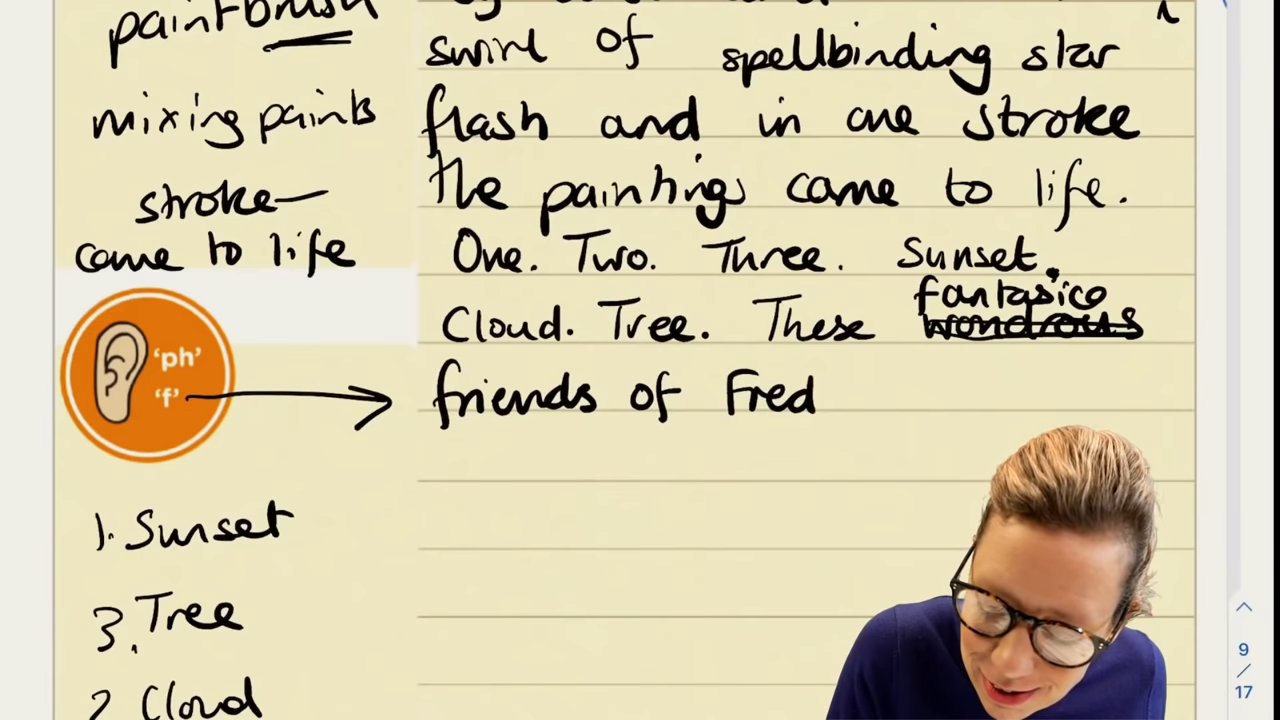 paintbrush
mixing paints
stroke—
came to life
'ph'
'f'
1. Sunset
3. Tree
2. Cloud
swirl of spellbinding star
flash and in one stroke
the paintings came to life.
One. Two. Three. Sunset.
fantasico
Cloud. Tree. These wondrous
friends of Fred
9
/
17